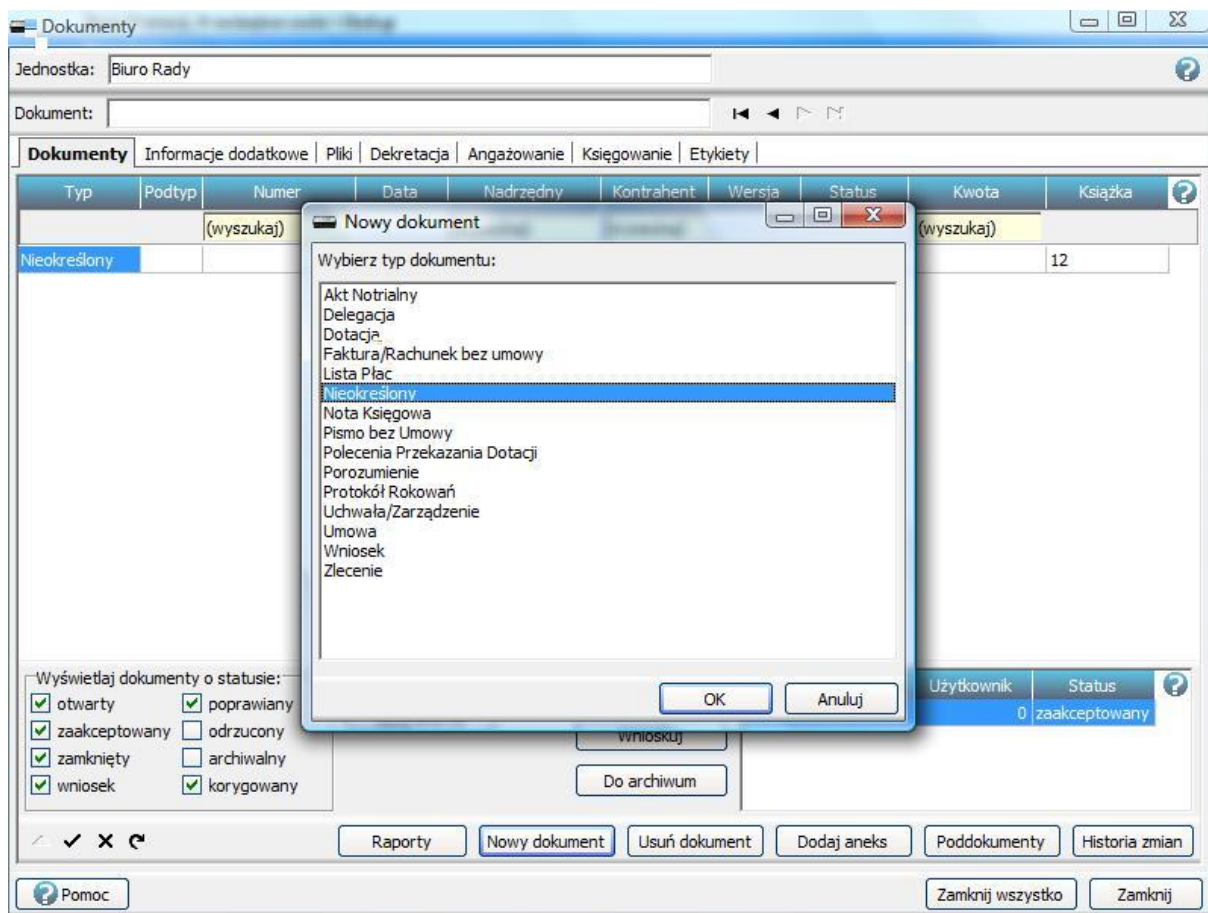 Dokumenty
Jednostka: Biuro Rady
Dokument:
Dokumenty Informacje dodatkowe Pliki Dekretacja Angażowanie Księgowanie Etykiety
Typ Podtyp Numer Data Nadrzędny Kontrahent Wersja Status Kwota Książka
(wyszukaj) (wyszukaj)
Nieokreślony 12
Nowy dokument
Wybierz typ dokumentu:
Akt Notrialny
Delegacja
Dotacja
Faktura/Rachunek bez umowy
Lista Płac
Nieokreślony
Nota Księgowa
Pismo bez Umowy
Polecenia Przekazania Dotacji
Porozumienie
Protokół Rokowań
Uchwała/Zarządzenie
Umowa
Wniosek
Zlecenie
OK Anuluj
Wyświetlaj dokumenty o statusie:
otwarty poprawiany
zaakceptowany odrzucony
zamknięty archiwalny
wniosek korygowany
Wnioskuj
Do archiwum
Użytkownik Status
0 zaakceptowany
Raporty Nowy dokument Usuń dokument Dodaj aneks Poddokumenty Historia zmian
Pomoc Zamknij wszystko Zamknij